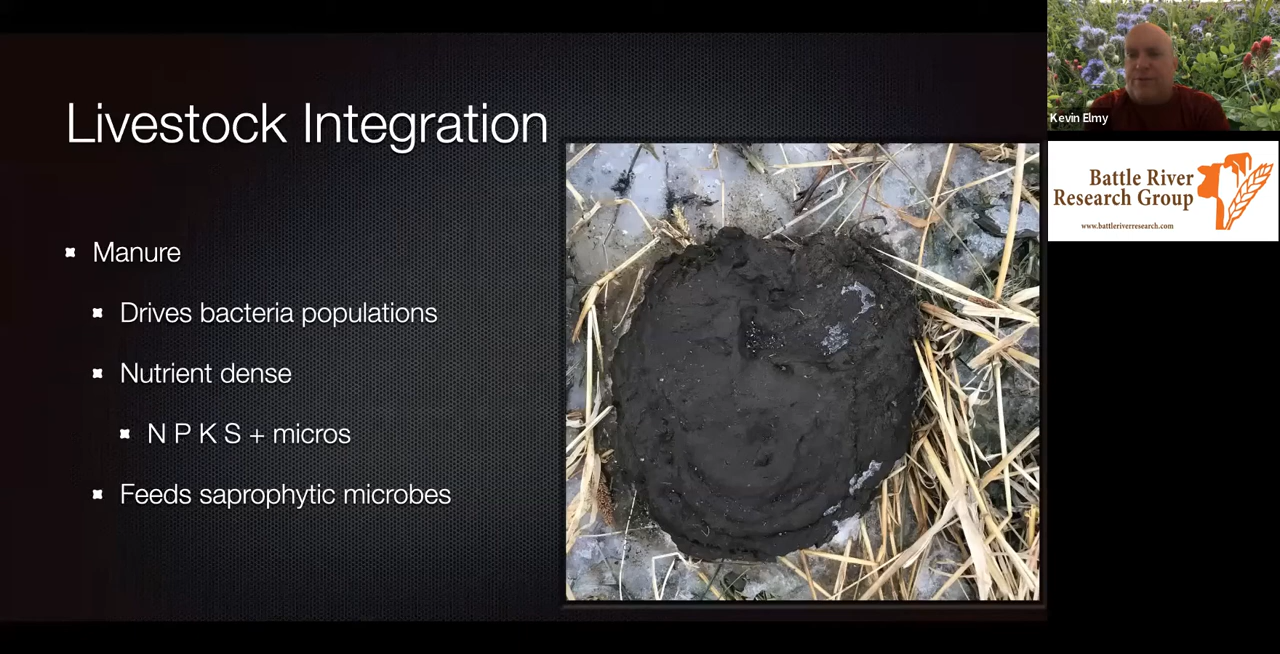 Livestock Integration
Manure
Drives bacteria populations
Nutrient dense
N P K S + micros
Feeds saprophytic microbes
Kevin Elmy
Battle River
Research Group
www.battleriverresearch.com